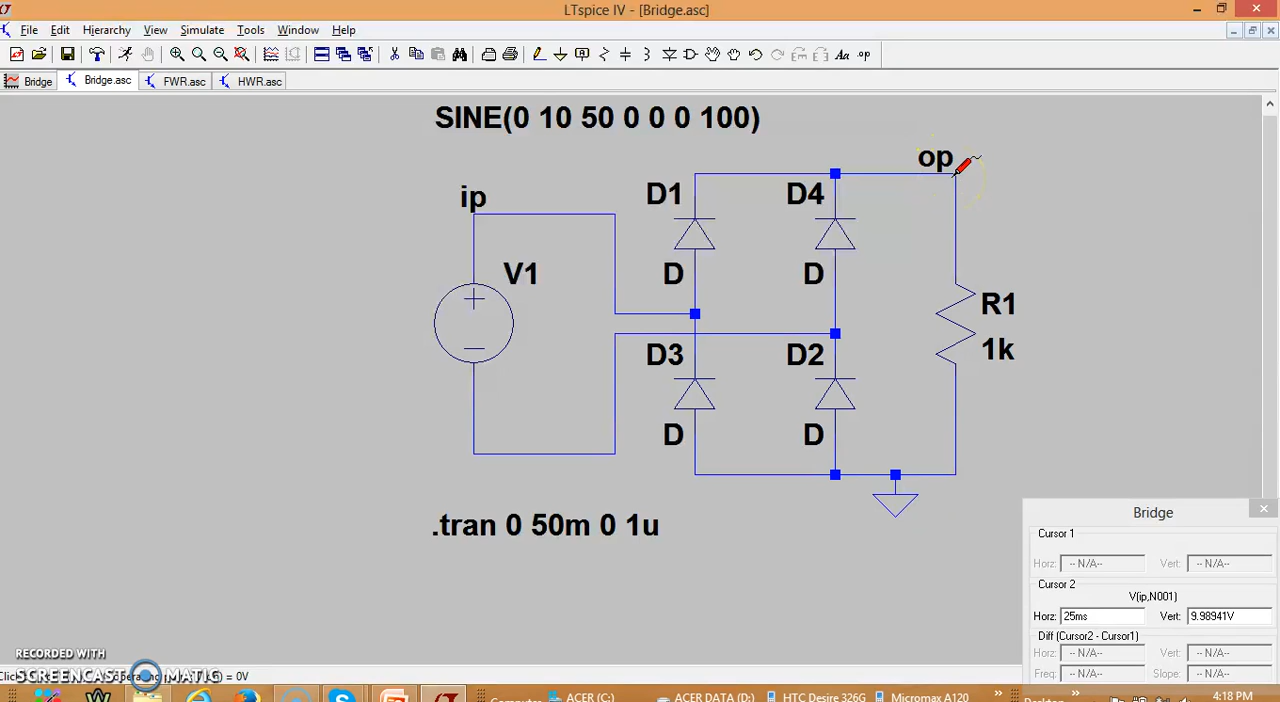 LTspice IV - [Bridge.asc]
File Edit Hierarchy View Simulate Tools Window Help
Aa .op
Bridge Bridge.asc FWR.asc HWR.asc
SINE(0 10 50 0 0 0 100)
op
ip D1 D4
V1 D D
R1
D3 D2 1k
D D
.tran 0 50m 0 1u
Bridge
Cursor 1
Horz: -- N/A-- Vert: -- N/A--
Cursor 2
V(ip,N001)
Horz: 25ms Vert: 9.98941V
Diff (Cursor2 - Cursor1)
Horz: -- N/A-- Vert: -- N/A--
Freq: -- N/A-- Slope: -- N/A--
RECORDED WITH
SCREENCAST MATIC
= 0V
ACER (C:) ACER DATA (D:) HTC Desire 326G Micromax A120 4:18 PM